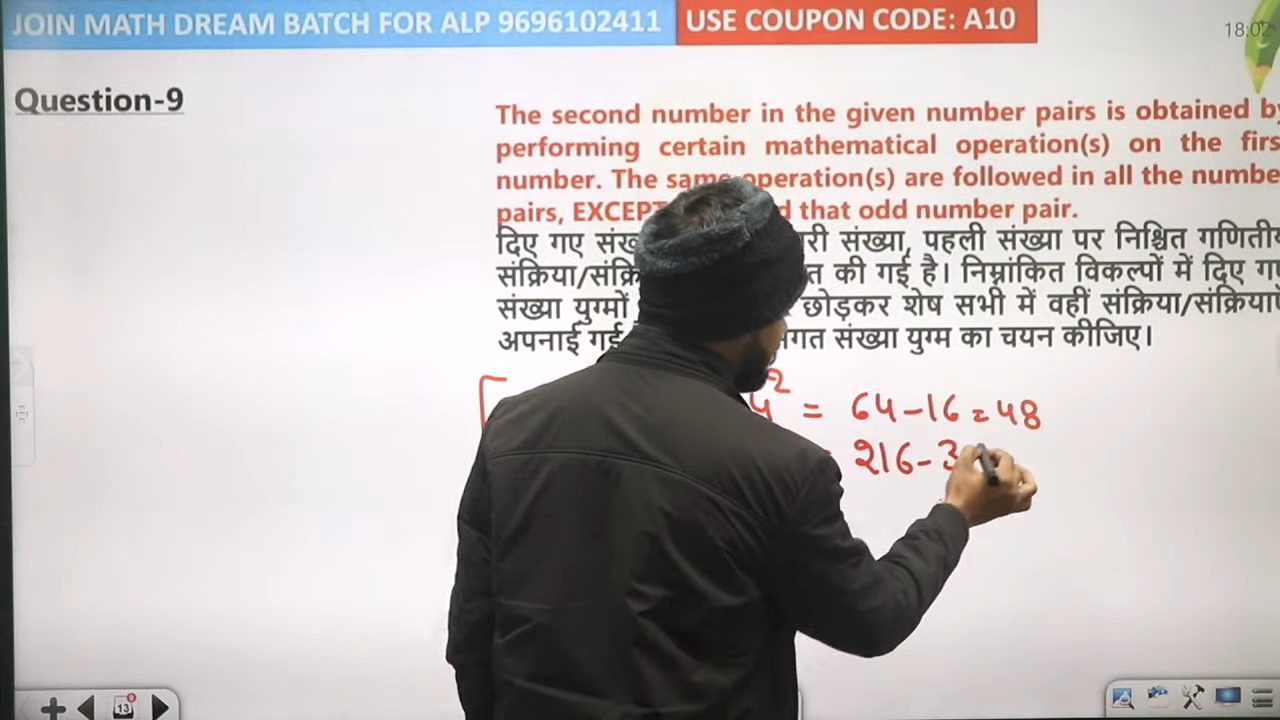 JOIN MATH DREAM BATCH FOR ALP 9696102411 USE COUPON CODE: A10
18:02
Question-9
The second number in the given number pairs is obtained by
performing certain mathematical operation(s) on the firs
number. The same operation(s) are followed in all the numbe
pairs, EXCEPT d that odd number pair.
दिए गए संख री संख्या, पहली संख्या पर निश्चित गणितीय
संक्रिया/संक्रि त की गई है। निम्नांकित विकल्पों में दिए गए
संख्या युग्मों छोड़कर शेष सभी में वहीं संक्रिया/संक्रियाए
अपनाई गई गत संख्या युग्म का चयन कीजिए।
4² = 64-16=48
216-3
13